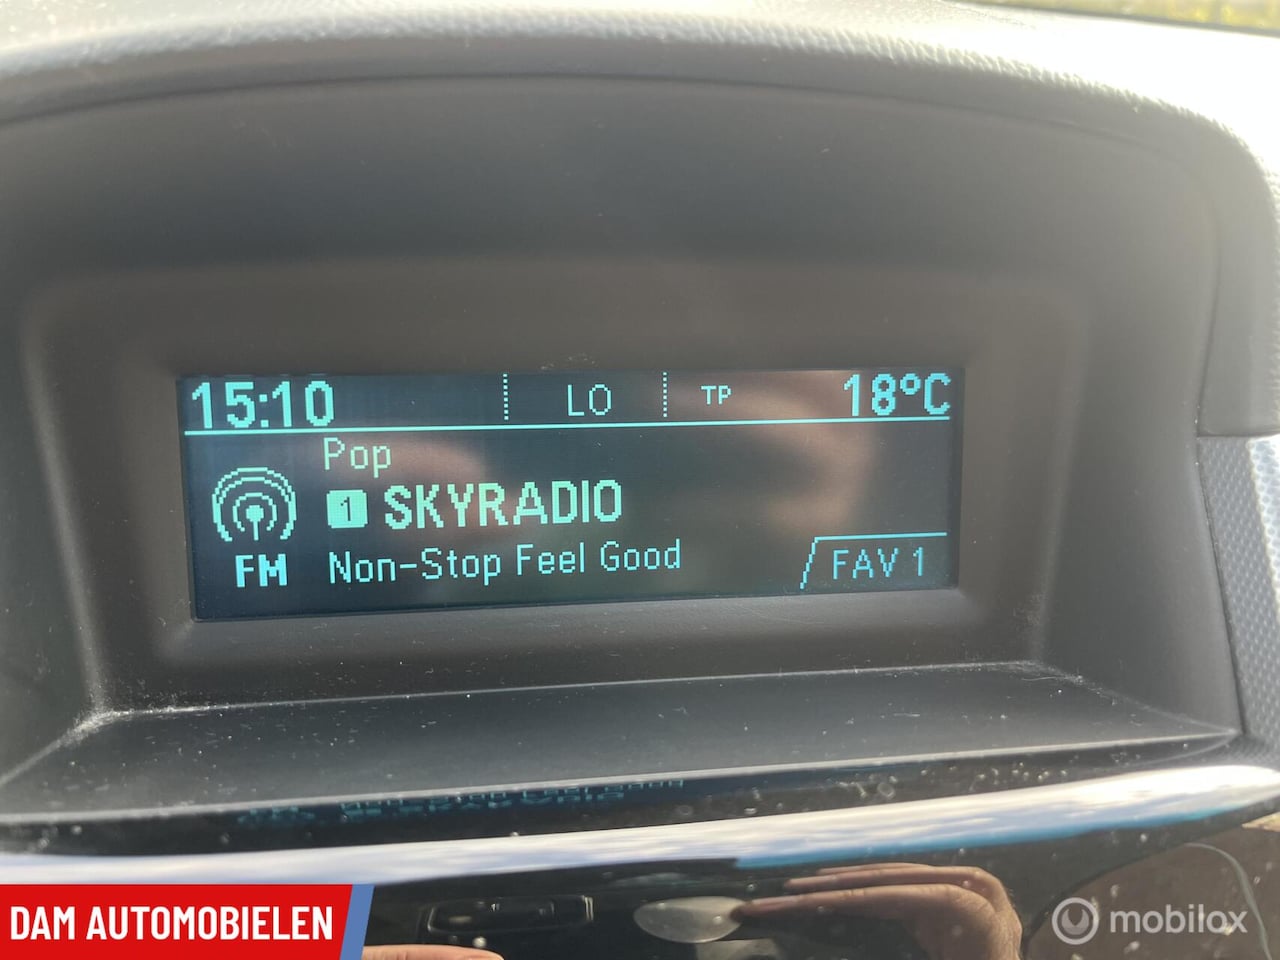 15:10 LO TP 18°C
Pop
1 SKYRADIO
FM Non-Stop Feel Good FAV 1
DAM AUTOMOBIELEN
mobilox